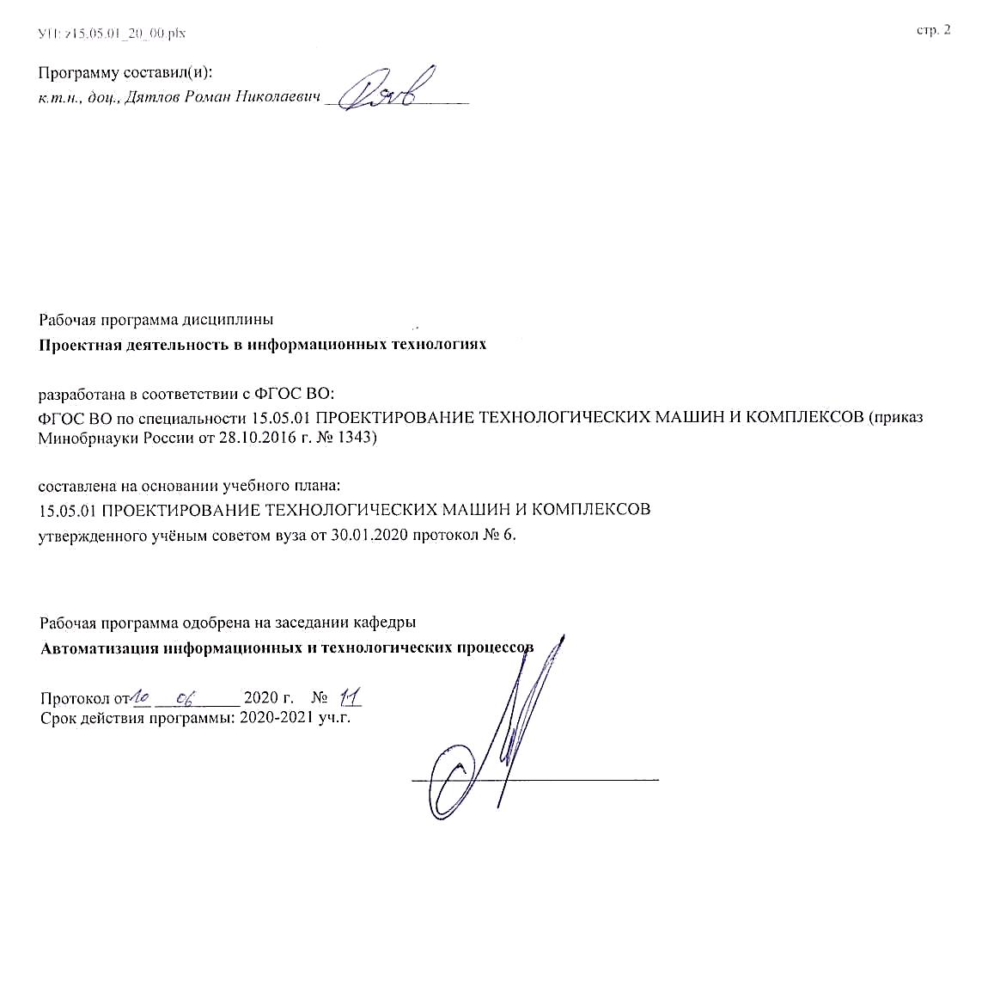 УП: z15.05.01_20_00.plx
стр. 2
Программу составил(и):
к.т.н., доц., Дятлов Роман Николаевич
Рабочая программа дисциплины
Проектная деятельность в информационных технологиях
разработана в соответствии с ФГОС ВО:
ФГОС ВО по специальности 15.05.01 ПРОЕКТИРОВАНИЕ ТЕХНОЛОГИЧЕСКИХ МАШИН И КОМПЛЕКСОВ (приказ
Минобрнауки России от 28.10.2016 г. № 1343)
составлена на основании учебного плана:
15.05.01 ПРОЕКТИРОВАНИЕ ТЕХНОЛОГИЧЕСКИХ МАШИН И КОМПЛЕКСОВ
утвержденного учёным советом вуза от 30.01.2020 протокол № 6.
Рабочая программа одобрена на заседании кафедры
Автоматизация информационных и технологических процессов
Протокол от 10 06 2020 г. № 11
Срок действия программы: 2020-2021 уч.г.